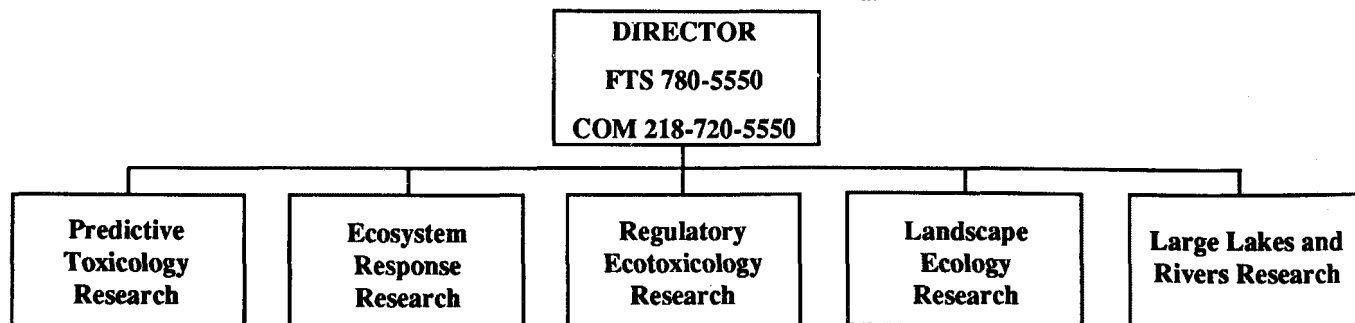 DIRECTOR
FTS 780-5550
COM 218-720-5550
Predictive
Toxicology
Research
Ecosystem
Response
Research
Regulatory
Ecotoxicology
Research
Landscape
Ecology
Research
Large Lakes and
Rivers Research